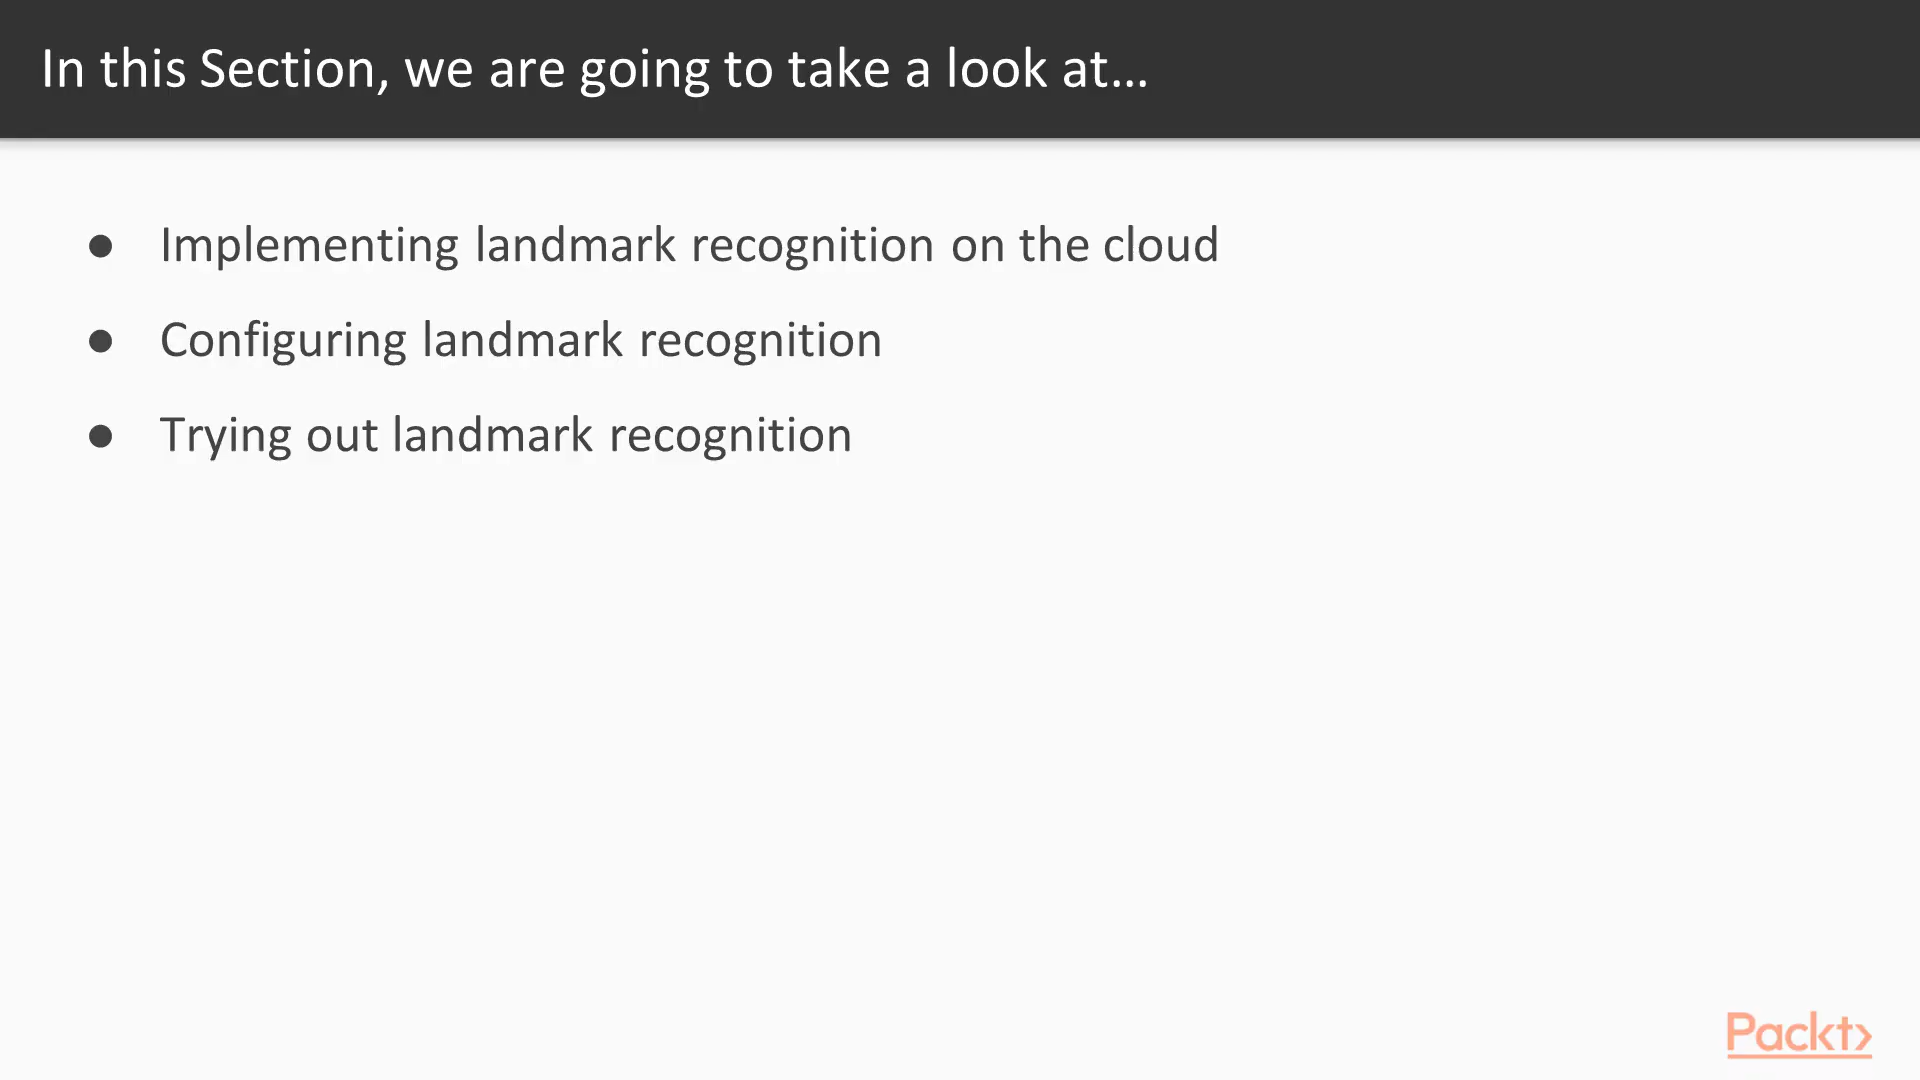 In this Section, we are going to take a look at...
● Implementing landmark recognition on the cloud
● Configuring landmark recognition
● Trying out landmark recognition
Packt>